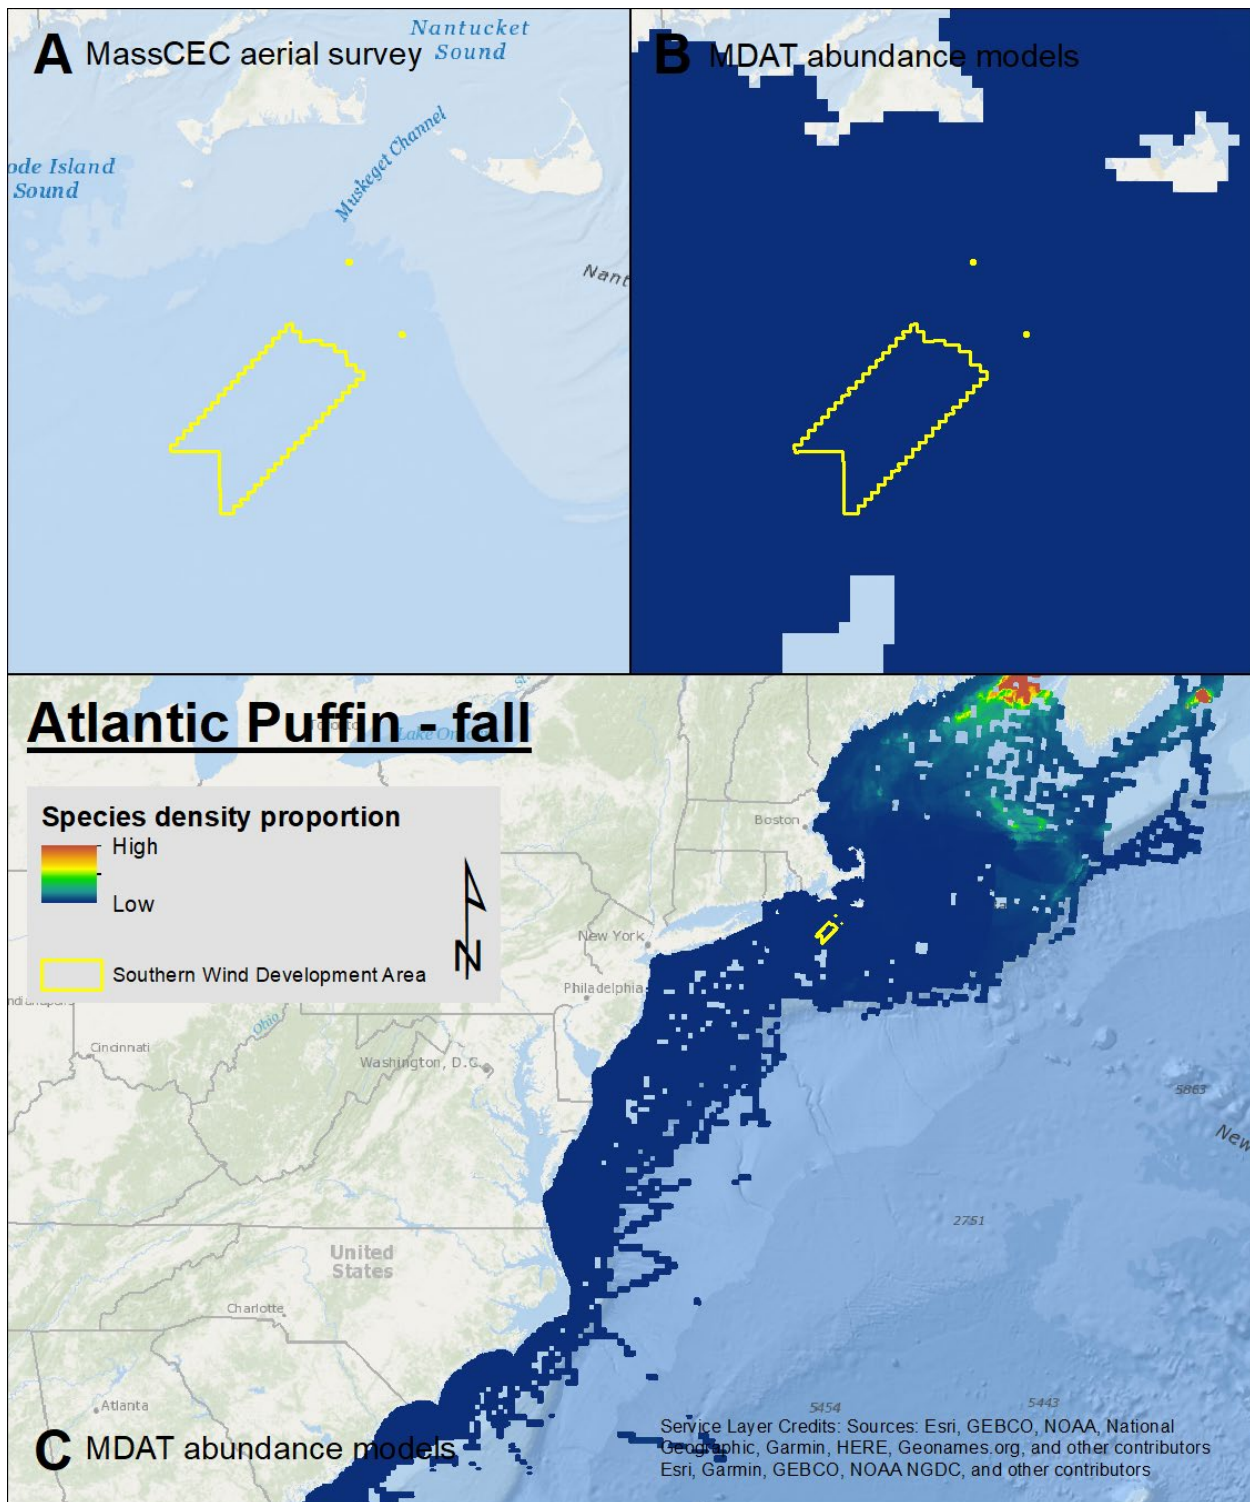 A MassCEC aerial survey
Nantucket
Sound
Muskeget Channel
ode Island
Sound
Nant
B MDAT abundance models
Atlantic Puffin - fall
Species density proportion
High
Low
N
Southern Wind Development Area
Boston
New York
Philadelphia
Ohio
Cincinnati
Washington, D.C.
5863
New
2751
United
States
Charlotte
Atlanta
5454
5443
C MDAT abundance models
Service Layer Credits: Sources: Esri, GEBCO, NOAA, National
Geographic, Garmin, HERE, Geonames.org, and other contributors
Esri, Garmin, GEBCO, NOAA NGDC, and other contributors